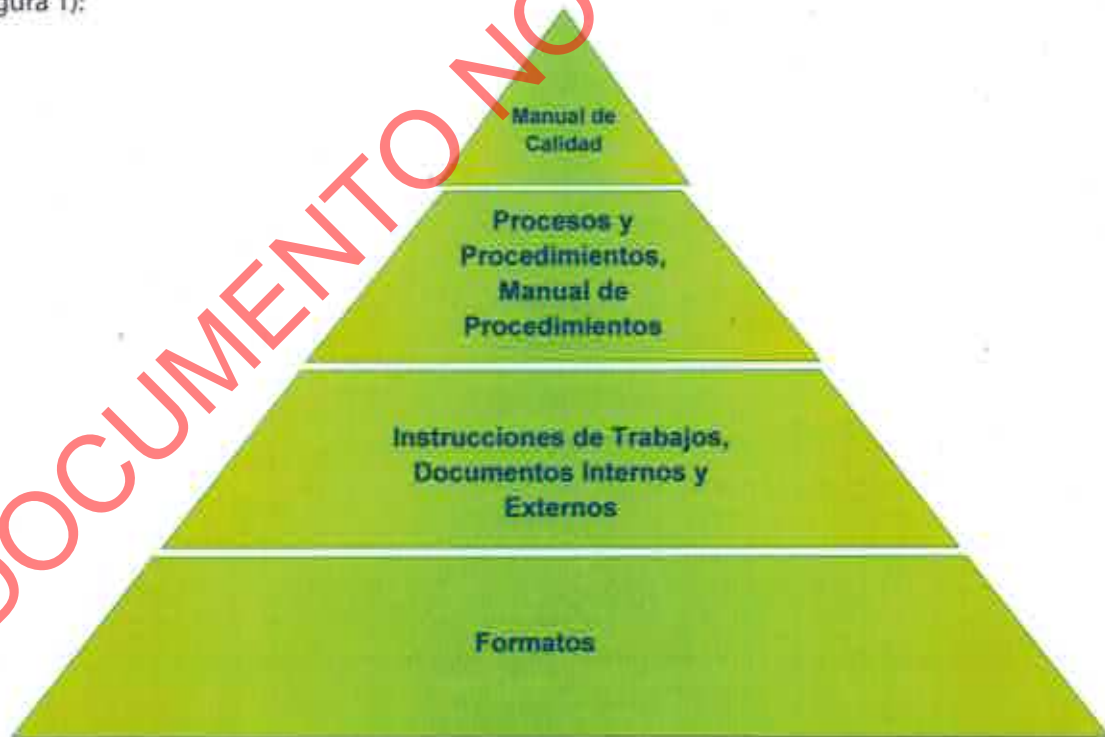 gura 1):
Manual de
Calidad
Procesos y
Procedimientos,
Manual de
Procedimientos
Instrucciones de Trabajos,
Documentos Internos y
Externos
Formatos
DOCUMENTO NO